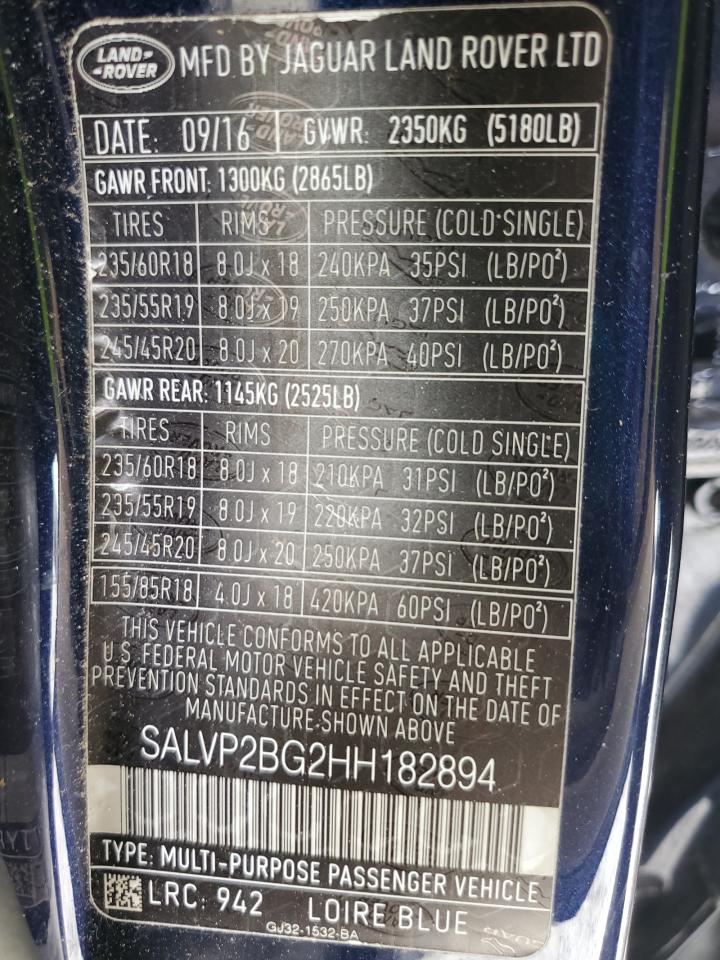 LAND-
-ROVER
MFD BY JAGUAR LAND ROVER LTD
DATE: 09/16 GVWR: 2350KG (5180LB)
GAWR FRONT: 1300KG (2865LB)
TIRES RIMS PRESSURE (COLD SINGLE)
235/60R18 8.0J x 18 240KPA 35PSI (LB/PO²)
235/55R19 8.0J x 19 250KPA 37PSI (LB/PO²)
245/45R20 8.0J x 20 270KPA 40PSI (LB/PO²)
GAWR REAR: 1145KG (2525LB)
TIRES RIMS PRESSURE (COLD SINGLE)
235/60R18 8.0J x 18 210KPA 31PSI (LB/PO²)
235/55R19 8.0J x 19 220KPA 32PSI (LB/PO²)
245/45R20 8.0J x 20 250KPA 37PSI (LB/PO²)
155/85R18 4.0J x 18 420KPA 60PSI (LB/PO²)
THIS VEHICLE CONFORMS TO ALL APPLICABLE
U.S. FEDERAL MOTOR VEHICLE SAFETY AND THEFT
PREVENTION STANDARDS IN EFFECT ON THE DATE OF
MANUFACTURE SHOWN ABOVE
SALVP2BG2HH182894
TYPE: MULTI-PURPOSE PASSENGER VEHICLE
LRC: 942 LOIRE BLUE
GJ32-1532-BA